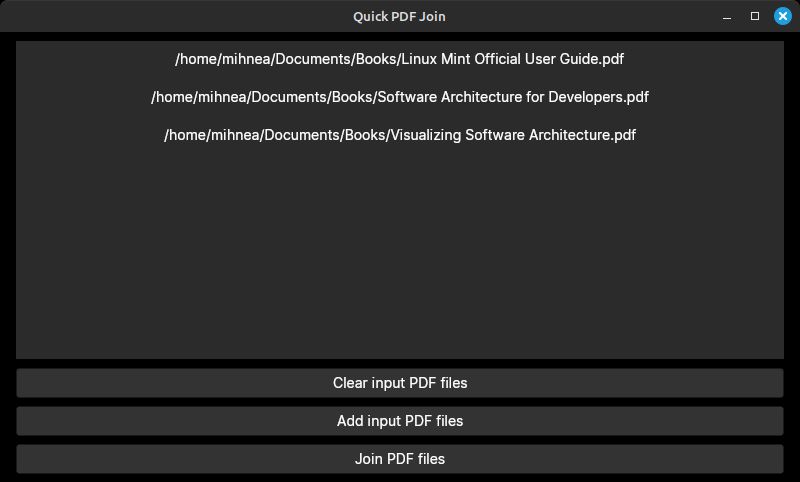 Quick PDF Join
/home/mihnea/Documents/Books/Linux Mint Official User Guide.pdf
/home/mihnea/Documents/Books/Software Architecture for Developers.pdf
/home/mihnea/Documents/Books/Visualizing Software Architecture.pdf
Clear input PDF files
Add input PDF files
Join PDF files